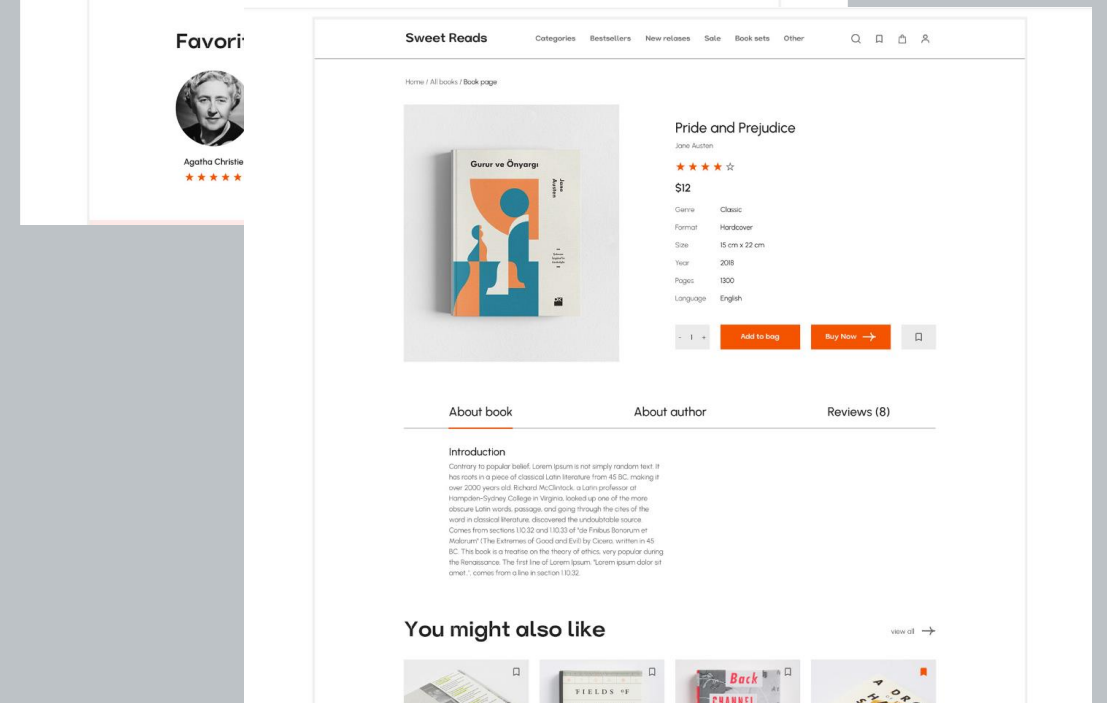 Favorit
Agatha Christie
Sweet Reads
Categories Bestsellers New relases Sale Book sets Other
Home / All books / Book page
Gurur ve Önyargı
Jane Austen
Pride and Prejudice
Jane Austen
$12
Genre Classic
Format Hardcover
Size 15 cm x 22 cm
Year 2018
Pages 1300
Language English
- 1 + Add to bag Buy Now
About book About author Reviews (8)
Introduction
Contrary to popular belief, Lorem Ipsum is not simply random text. It
has roots in a piece of classical Latin literature from 45 BC, making it
over 2000 years old. Richard McClintock, a Latin professor at
Hampden-Sydney College in Virginia, looked up one of the more
obscure Latin words, passage, and going through the cites of the
word in classical literature, discovered the undoubtable source.
Comes from sections 1.10.32 and 1.10.33 of "de Finibus Bonorum et
Malorum" (The Extremes of Good and Evil) by Cicero, written in 45
BC. This book is a treatise on the theory of ethics, very popular during
the Renaissance. The first line of Lorem Ipsum, "Lorem ipsum dolor sit
amet..", comes from a line in section 1.10.32.
You might also like
view all
FIELDS OF
Back
CHANNEL